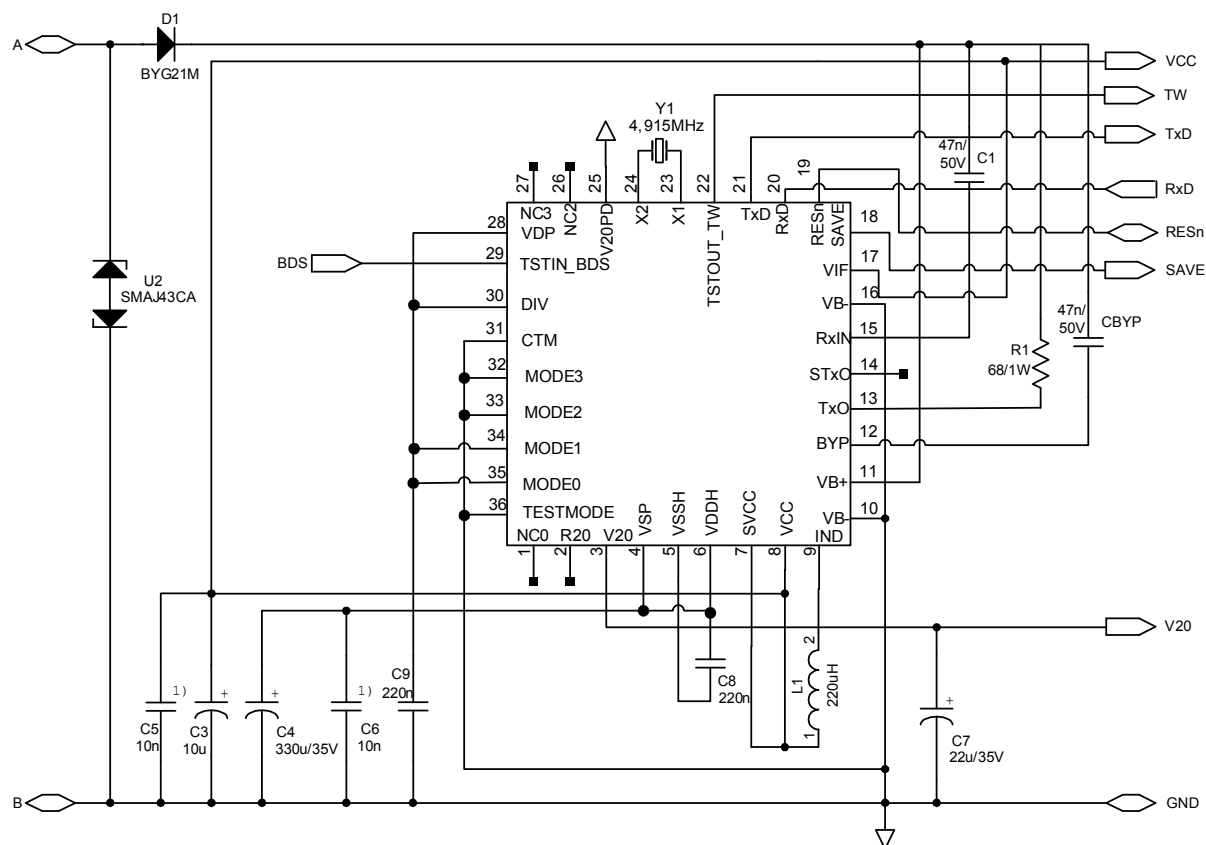 D1
A
BYG21M
VCC
TW
Y1
4,915MHz
TxD
47n/
50V
C1
27
26
25
24
23
22
21
20
19
RxD
NC3
NC2
V20PD
X2
X1
TSTOUT_TW
TxD
RxD
RESn
SAVE
18
28
VDP
RESn
BDS
29
TSTIN_BDS
VIF
17
SAVE
U2
SMAJ43CA
30
DIV
VB-
16
31
CTM
RxIN
15
47n/
50V
CBYP
R1
68/1W
32
MODE3
STxO
14
33
MODE2
TxO
13
34
MODE1
BYP
12
35
MODE0
VB+
11
36
TESTMODE
VB-
10
NC0
R20
V20
VSP
VSSH
VDDH
SVCC
VCC
IND
1
2
3
4
5
6
7
8
9
V20
2
L1
220uH
1
C9
220n
C8
220n
1)
+
+
1)
+
C5
10n
C3
10u
C4
330u/35V
C6
10n
C7
22u/35V
B
GND